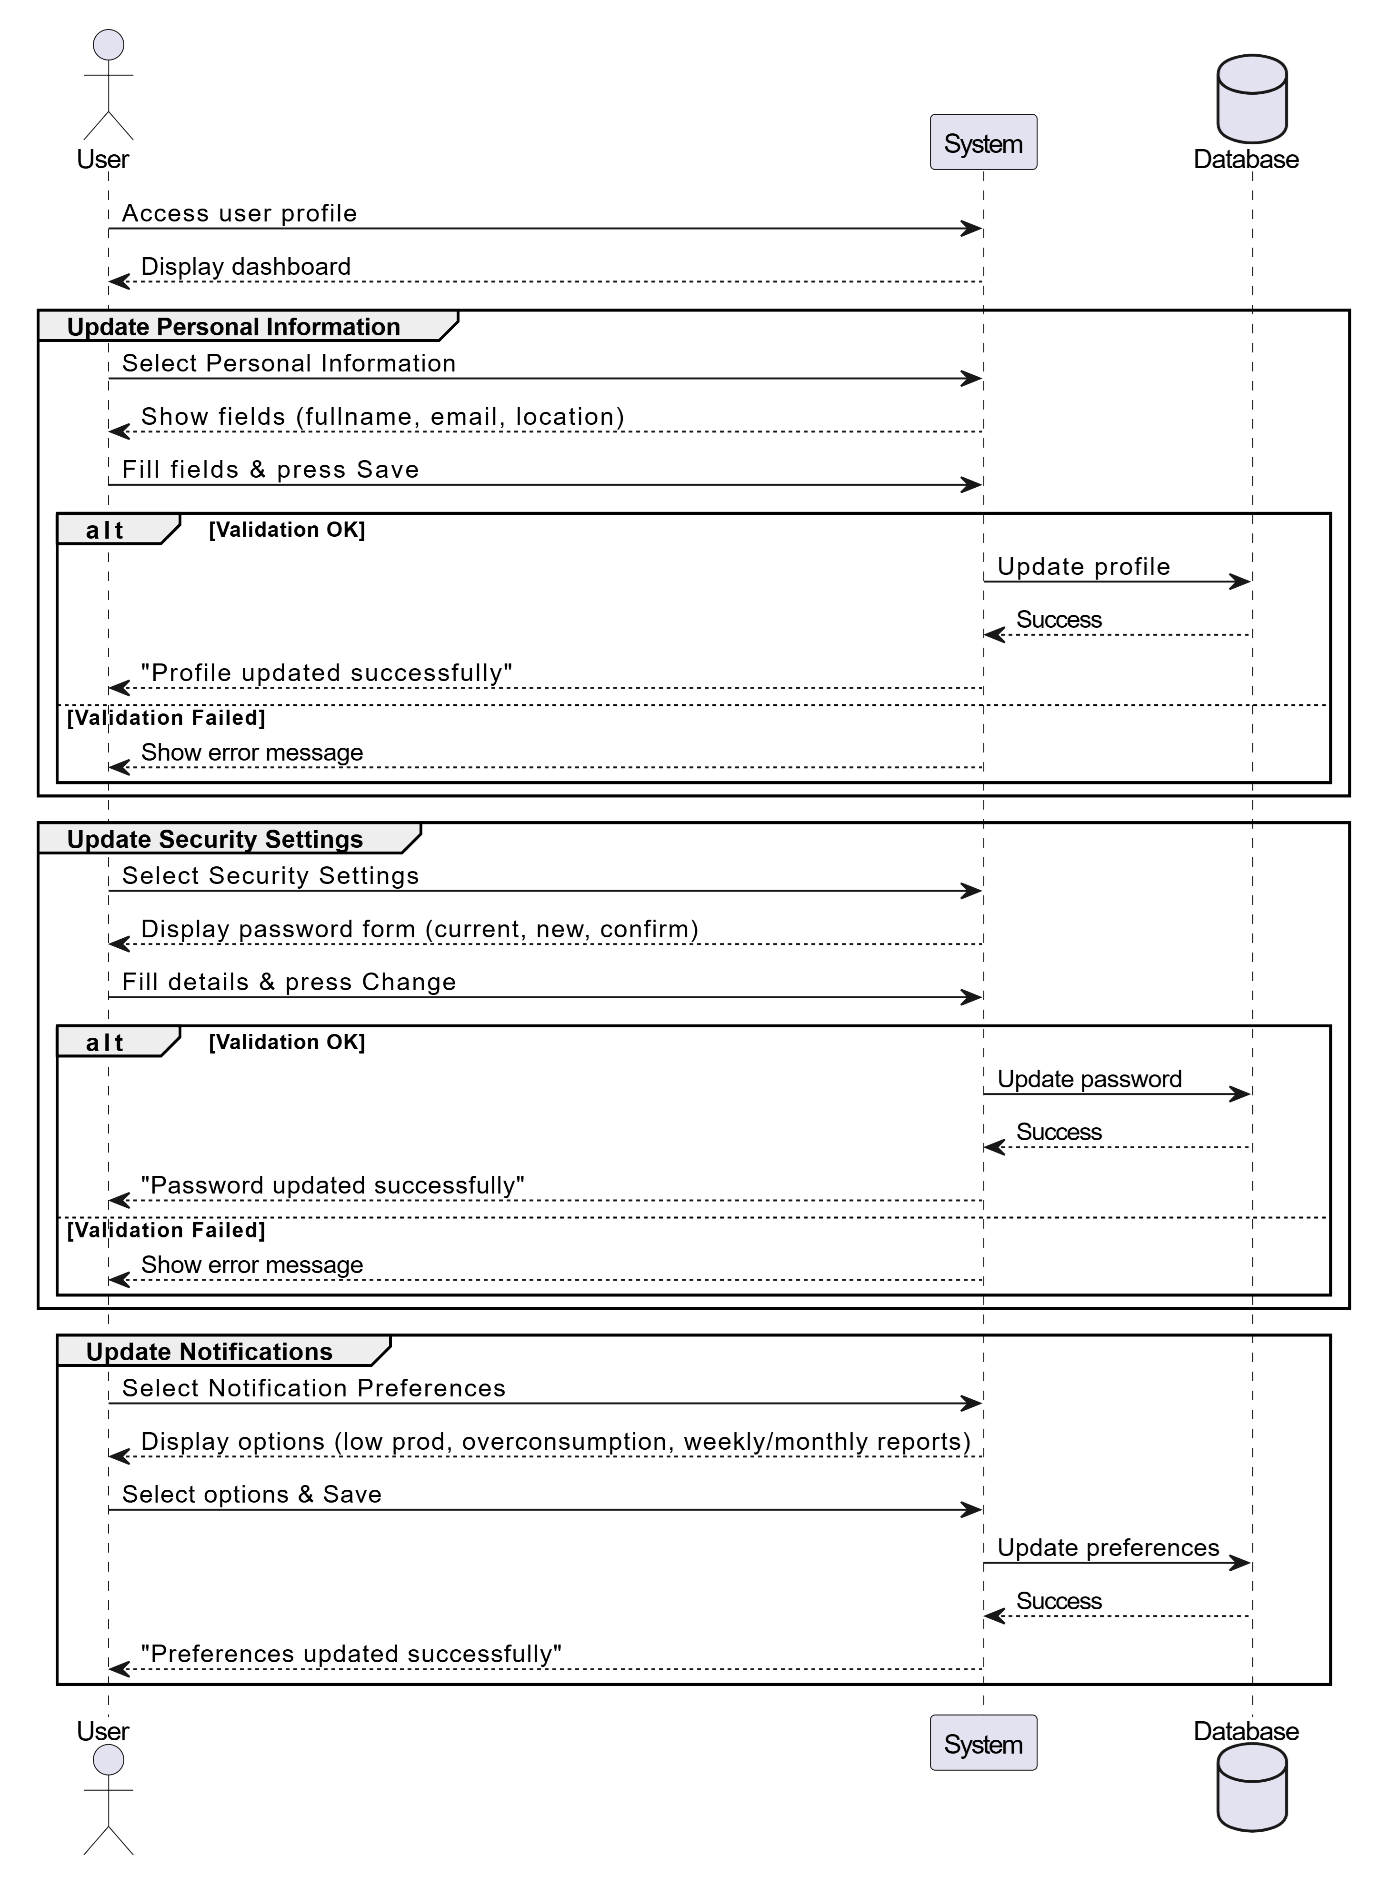 User
System
Database
Access user profile
Display dashboard
Update Personal Information
Select Personal Information
Show fields (fullname, email, location)
Fill fields & press Save
alt [Validation OK]
Update profile
Success
"Profile updated successfully"
[Validation Failed]
Show error message
Update Security Settings
Select Security Settings
Display password form (current, new, confirm)
Fill details & press Change
alt [Validation OK]
Update password
Success
"Password updated successfully"
[Validation Failed]
Show error message
Update Notifications
Select Notification Preferences
Display options (low prod, overconsumption, weekly/monthly reports)
Select options & Save
Update preferences
Success
"Preferences updated successfully"
User
System
Database